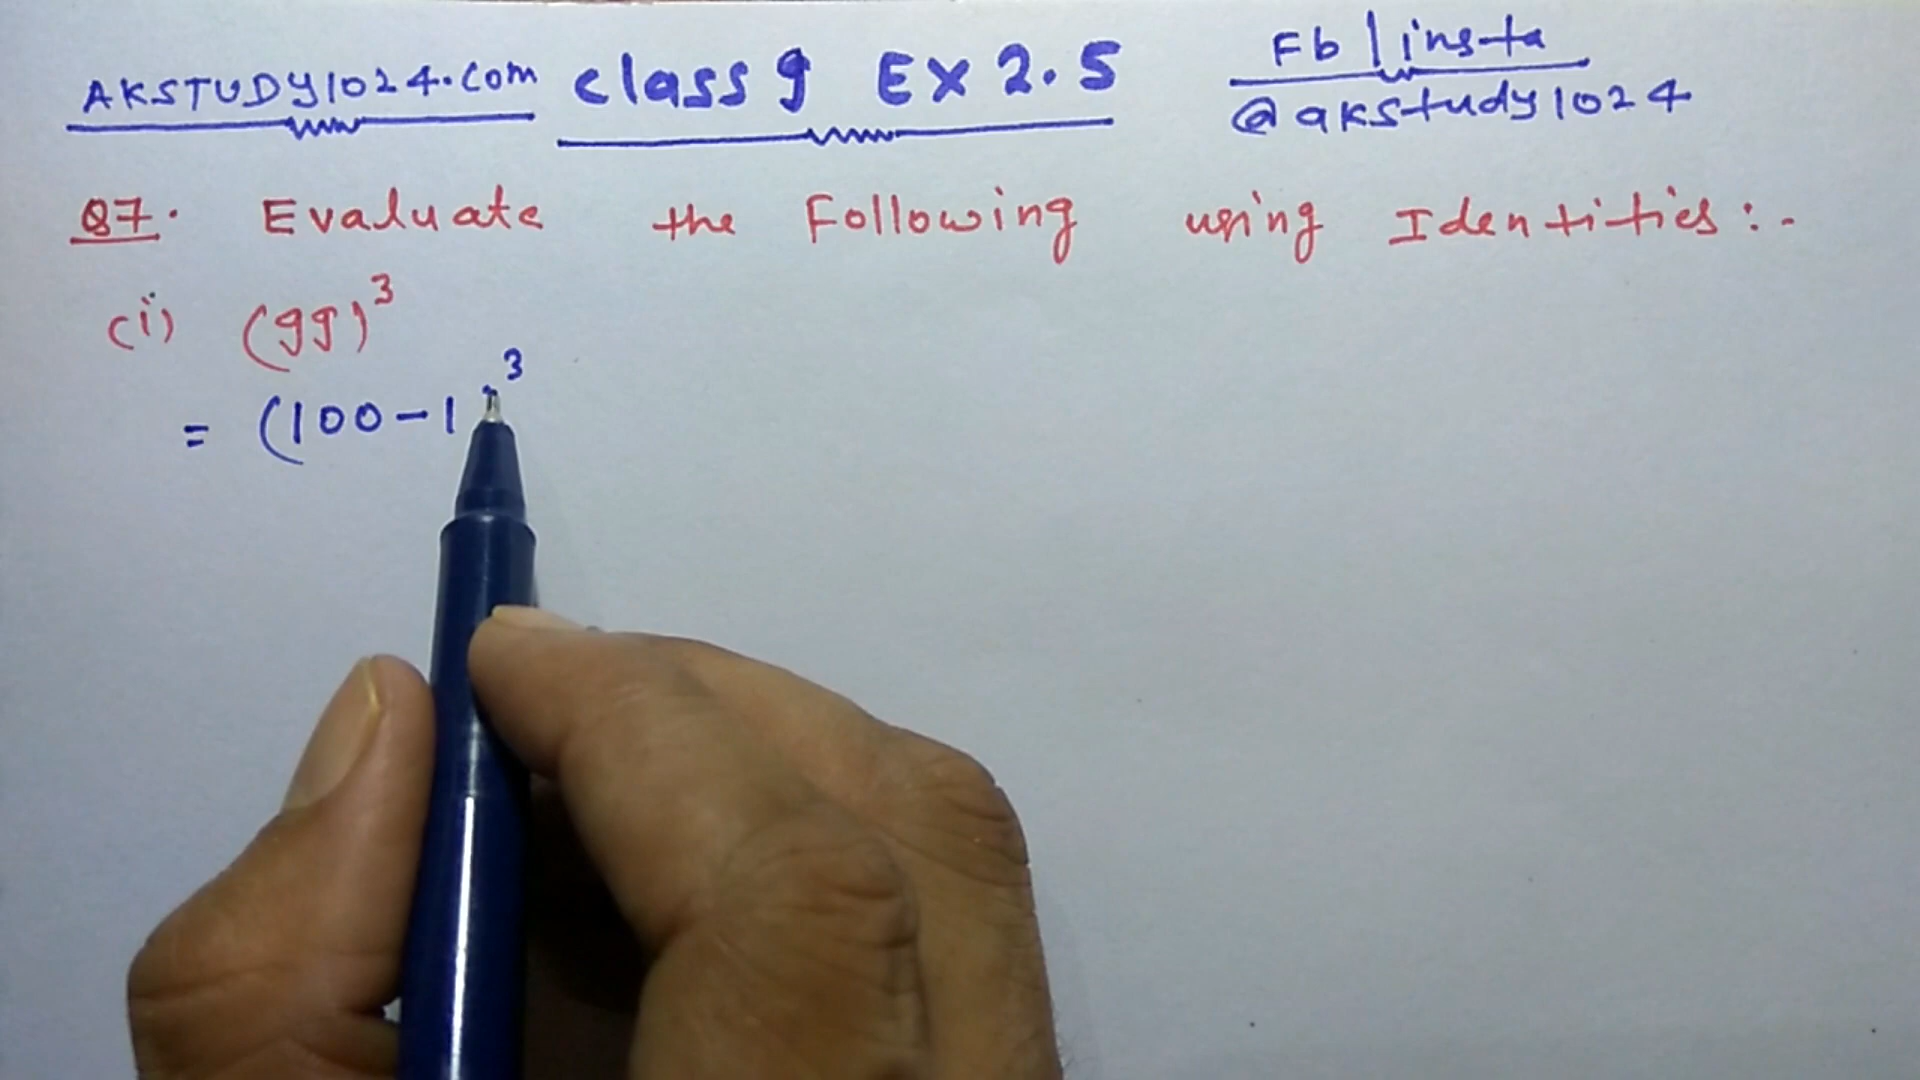 AKSTUDY1024.com
class 9 Ex 2.5
Fb | insta
@akstudy1024
Q7. Evaluate the Following using Identities:-
(i) (99)³
= (100-1)³